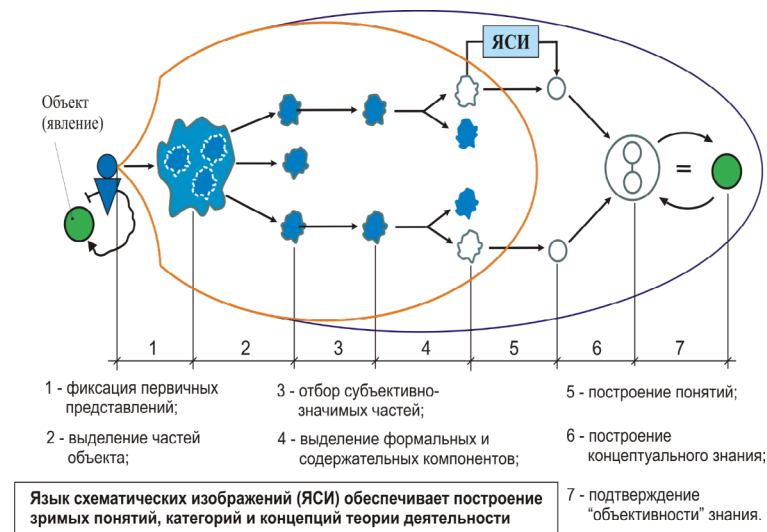 ЯСИ
Объект
(явление)
=
1 2 3 4 5 6 7
1 - фиксация первичных
представлений;
2 - выделение частей
объекта;
3 - отбор субъективно-
значимых частей;
4 - выделение формальных и
содержательных компонентов;
5 - построение понятий;
6 - построение
концептуального знания;
7 - подтверждение
“объективности” знания.
Язык схематических изображений (ЯСИ) обеспечивает построение
зримых понятий, категорий и концепций теории деятельности